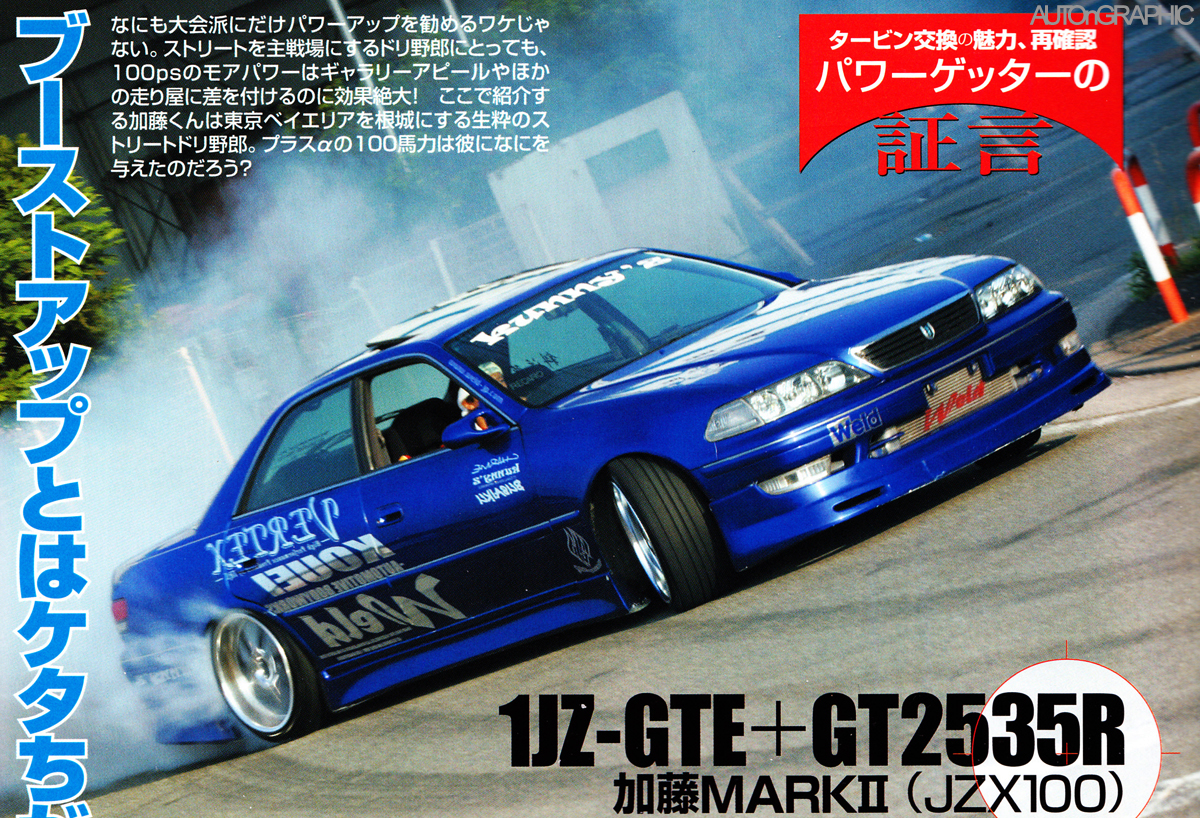 AUTOnGRAPHIC
タービン交換の魅力、再確認
パワーゲッターの
証言
なにも大会派にだけパワーアップを勧めるワケじゃ
ない。ストリートを主戦場にするドリ野郎にとっても、
100psのモアパワーはギャラリーアピールやほか
の走り屋に差を付けるのに効果絶大!　ここで紹介す
る加藤くんは東京ベイエリアを根城にする生粋のス
トリートドリ野郎。プラスαの100馬力は彼になにを
与えたのだろう?
ブーストアップとはケタちが
kunny'z
Weld
Weld
kunny'z
VERTEX
KOUEI
Weld
1JZ-GTE+GT2535R
加藤MARKⅡ(JZX100)